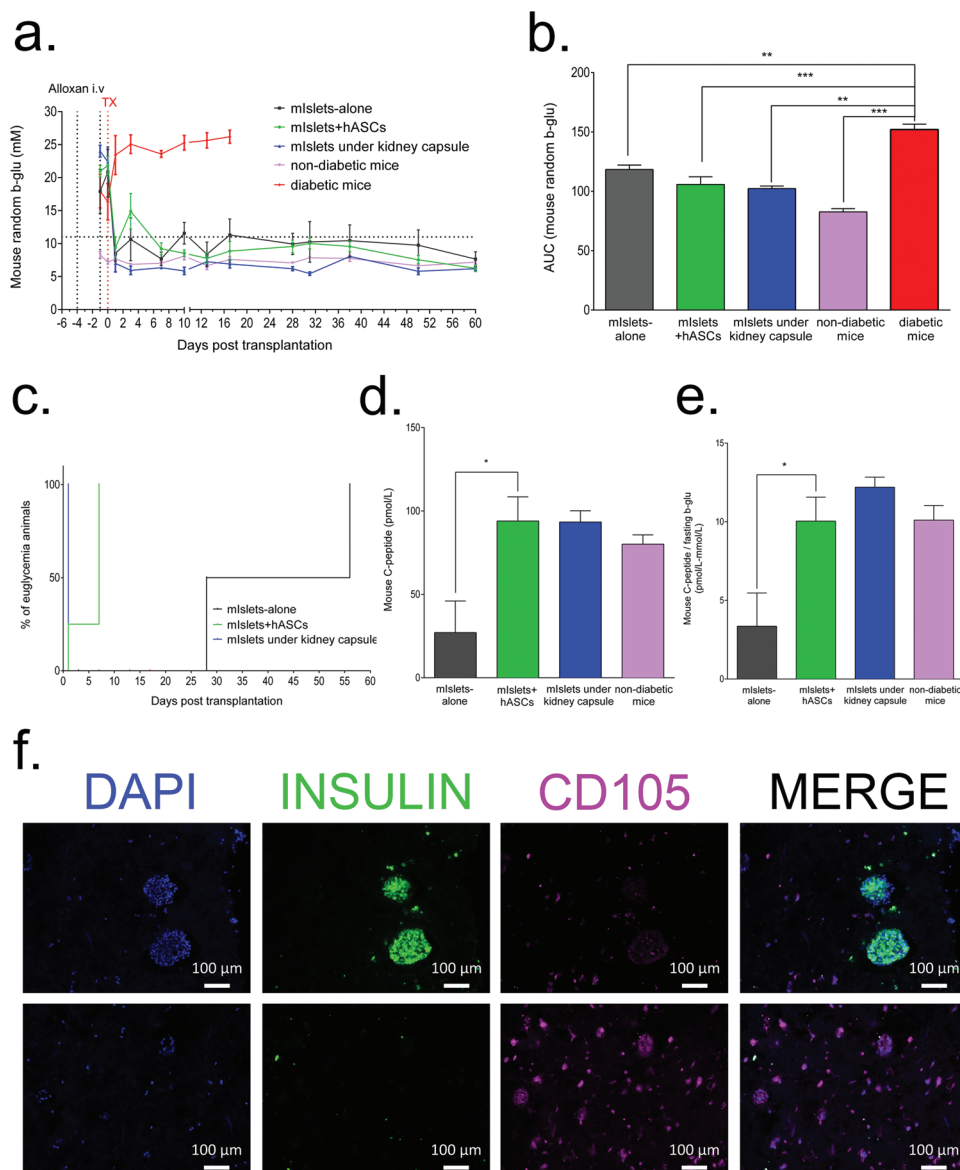 a.
Alloxan i.v
TX
mIslets-alone
mIslets+hASCs
mIslets under kidney capsule
non-diabetic mice
diabetic mice
Mouse random b-glu (mM)
30
25
20
15
10
5
0
-6 -4 -2 0 2 4 6 8 10 12 14 16 18 24 28 32 36 40 44 48 52 56 60
Days post transplantation
b.
**
***
**
***
AUC (mouse random b-glu)
200
150
100
50
0
mIslets-
alone
mIslets
+hASCs
mIslets under
kidney capsule
non-diabetic
mice
diabetic
mice
c.
% of euglycemia animals
100
50
0
mIslets-alone
mIslets+hASCs
mIslets under kidney capsule
0 5 10 15 20 25 30 35 40 45 50 55 60
Days post transplantation
d.
*
Mouse C-peptide (pmol/L)
150
100
50
0
mIslets-
alone
mIslets+
hASCs
mIslets under
kidney capsule
non-diabetic
mice
e.
*
Mouse C-peptide / fasting b-glu
(pmol/L-mmol/L)
15
10
5
0
mIslets-
alone
mIslets+
hASCs
mIslets under
kidney capsule
non-diabetic
mice
f.
DAPI INSULIN CD105 MERGE
100 µm 100 µm 100 µm 100 µm
100 µm 100 µm 100 µm 100 µm